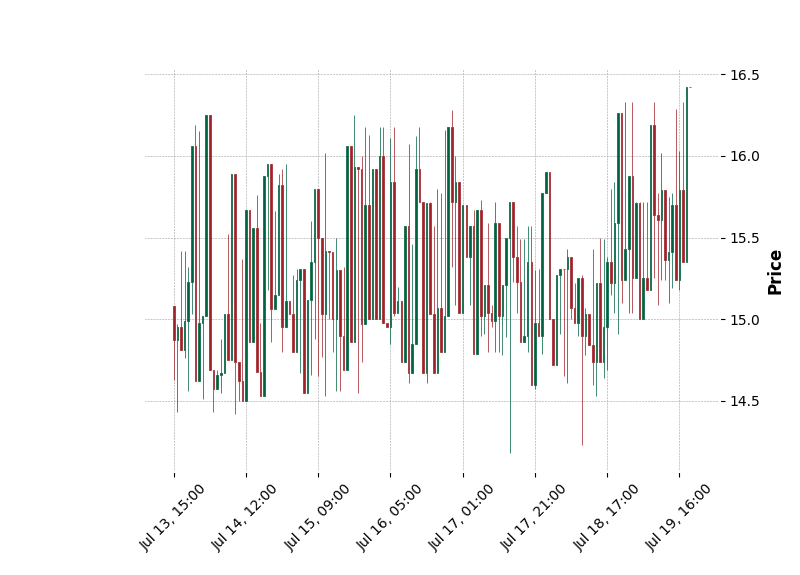 16.5
16.0
15.5
15.0
14.5
Price
Jul 13, 15:00
Jul 14, 12:00
Jul 15, 09:00
Jul 16, 05:00
Jul 17, 01:00
Jul 17, 21:00
Jul 18, 17:00
Jul 19, 16:00